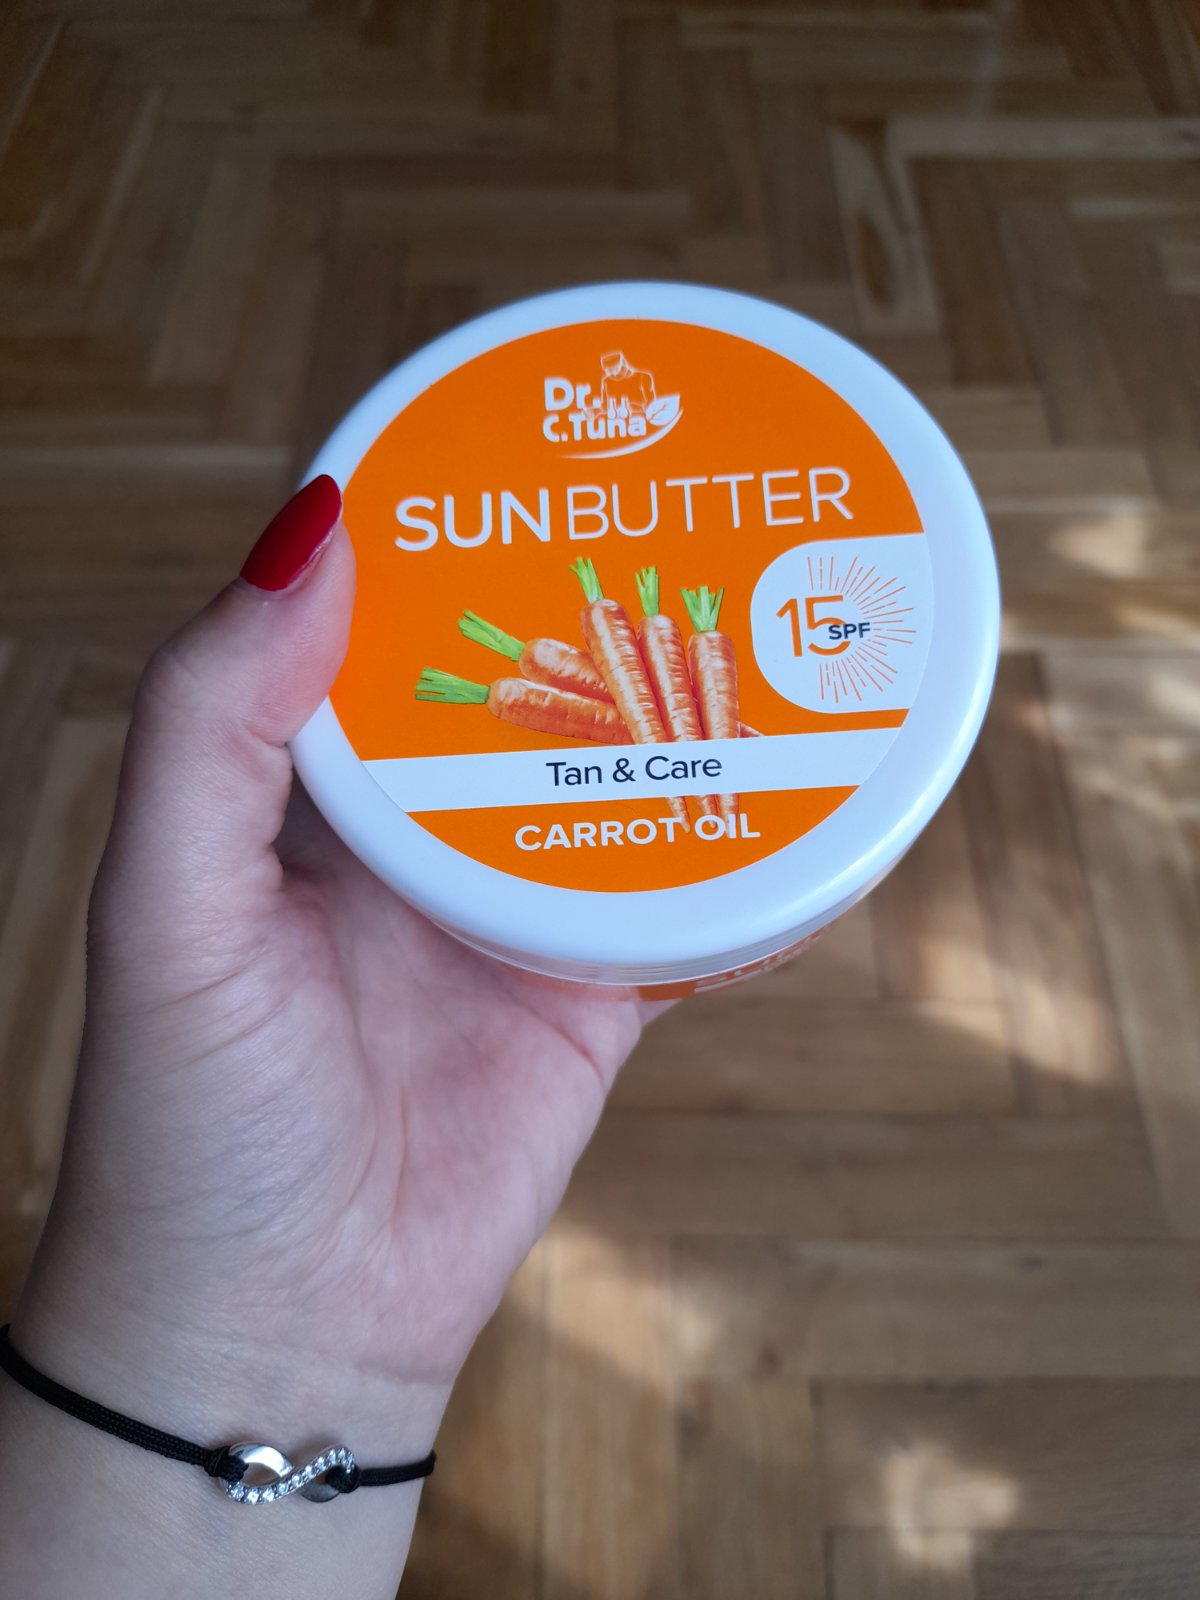 Dr.
C.Tuna
SUN BUTTER
15 SPF
Tan & Care
CARROT OIL